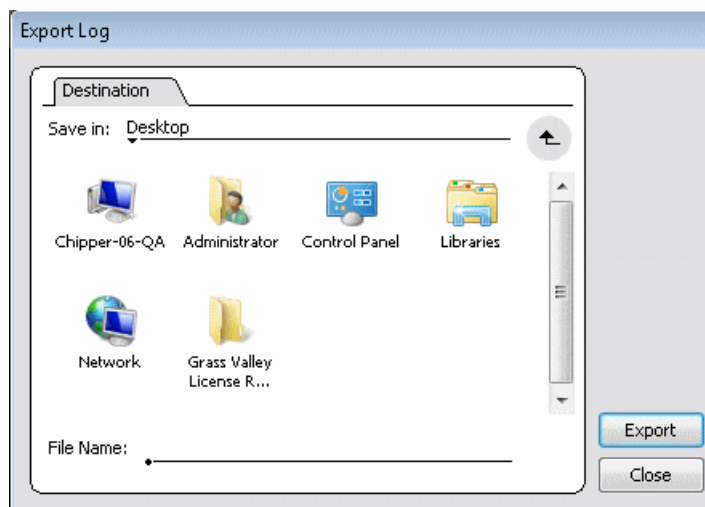 Export Log
Destination
Save in: Desktop
Chipper-06-QA
Administrator
Control Panel
Libraries
Network
Grass Valley
License R...
File Name:
Export
Close